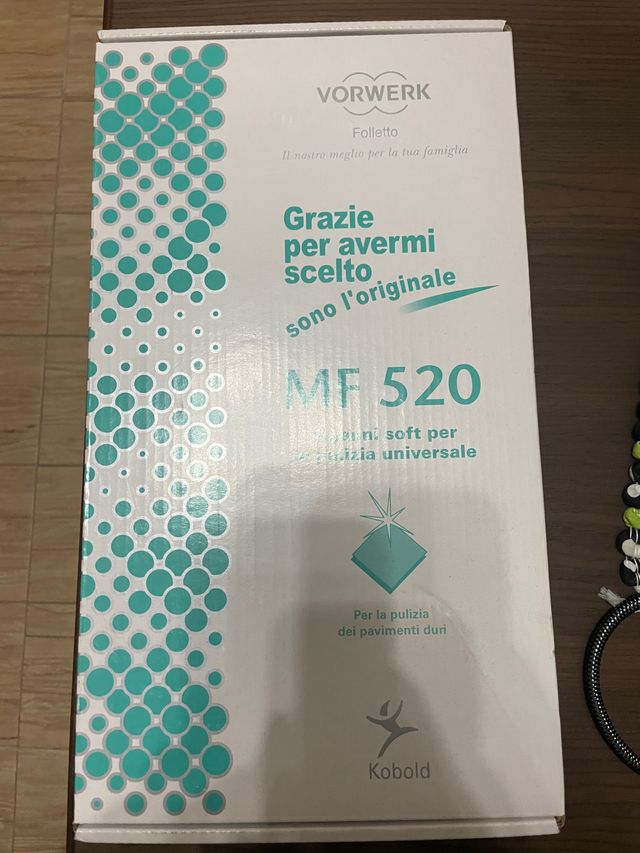 VORWERK
Folletto
Il nostro meglio per la tua famiglia
Grazie
per avermi
scelto
sono l'originale
MF 520
soft per
pulizia universale
Per la pulizia
dei pavimenti duri
Kobold